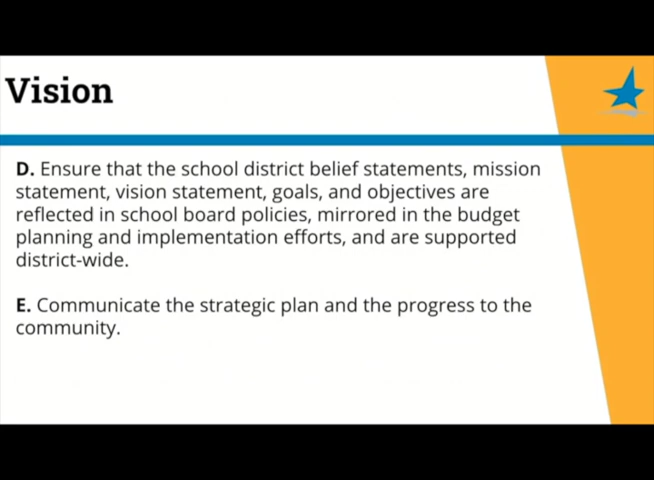 Vision
D. Ensure that the school district belief statements, mission
statement, vision statement, goals, and objectives are
reflected in school board policies, mirrored in the budget
planning and implementation efforts, and are supported
district-wide.
E. Communicate the strategic plan and the progress to the
community.